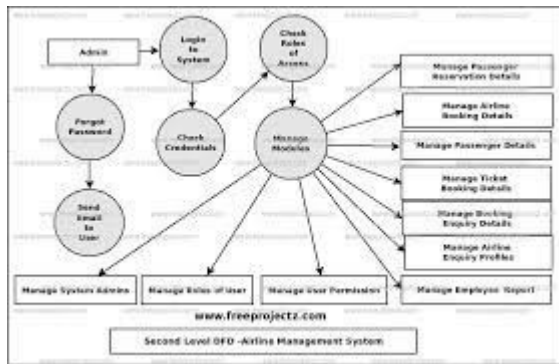 Admin
Login
to
System
Check
Roles
of
Access
Forgot
Password
Check
Credentials
Manage
Modules
Send
Email
to
User
Manage Passenger
Reservation Details
Manage Airline
Booking Details
Manage Passenger Details
Manage Ticket
Booking Details
Manage Booking
Enquiry Details
Manage Airline
Enquiry Profiles
Manage Employee Report
Manage System Admins
Manage Roles of User
Manage User Permission
www.freeprojectz.com
Second Level DFD -Airline Management System